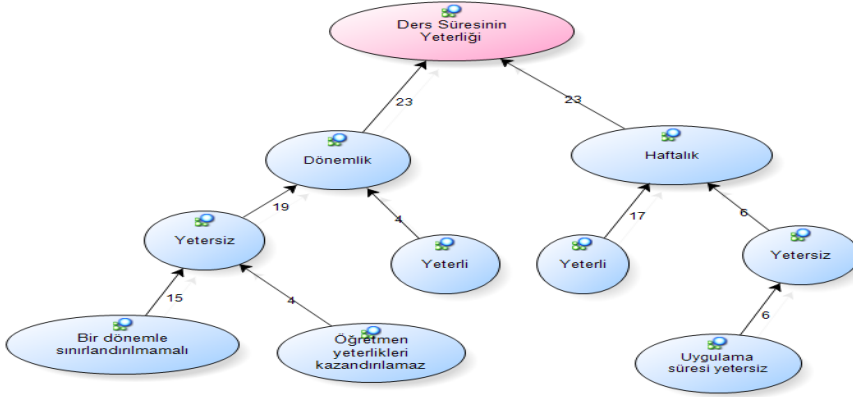 Ders Süresinin
Yeterliği
23
23
Dönemlik
Haftalık
19
4
17
6
Yetersiz
Yeterli
Yeterli
Yetersiz
15
4
6
Bir dönemle
sınırlandırılmamalı
Öğretmen
yeterlikleri
kazandırılamaz
Uygulama
süresi yetersiz